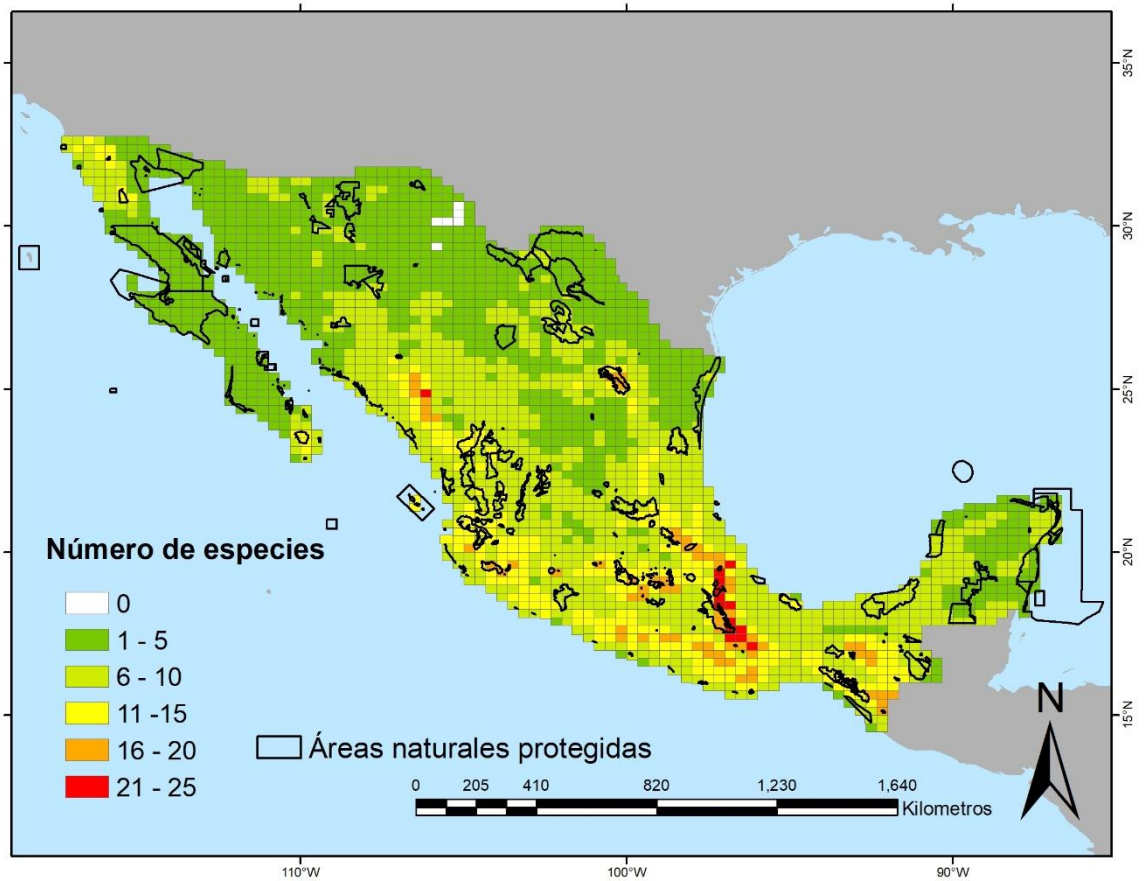 35°N
30°N
25°N
20°N
15°N
Número de especies
0
1 - 5
6 - 10
11 -15
16 - 20
21 - 25
Áreas naturales protegidas
0 205 410 820 1,230 1,640
Kilometros
N
110°W 100°W 90°W